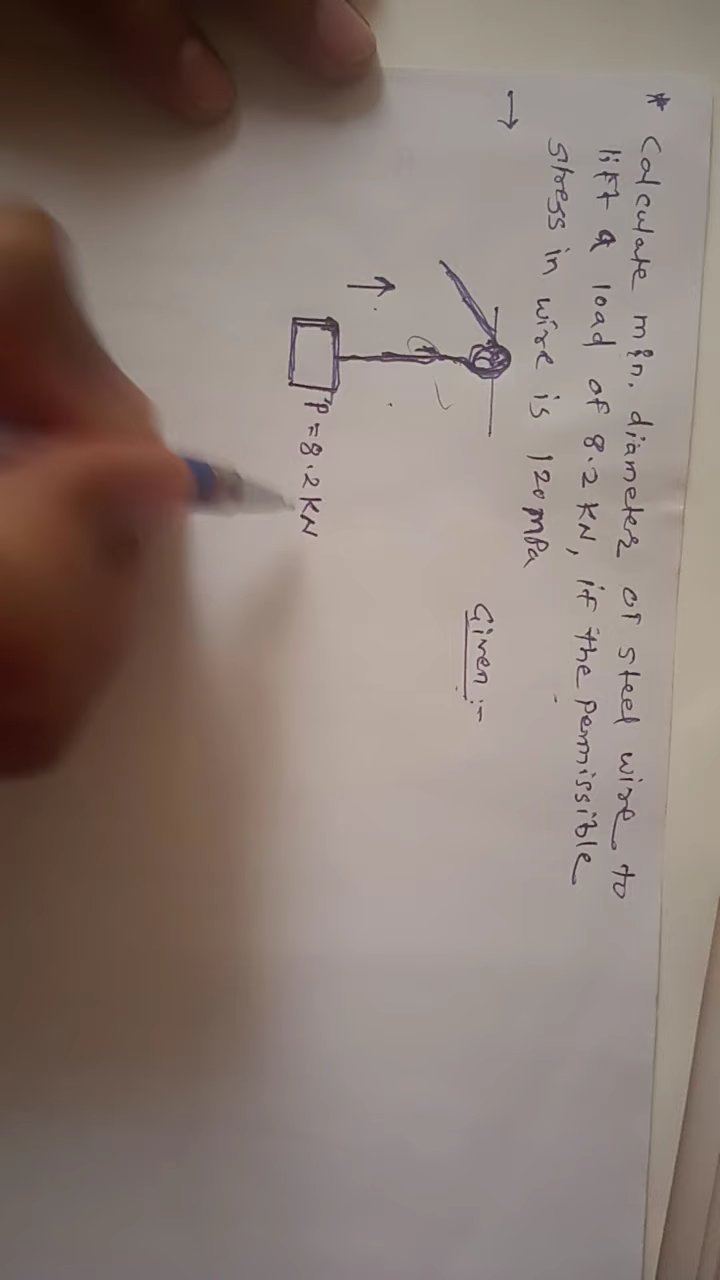 * Calculate min. diameter of steel wire to
lift a load of 8.2 KN, if the permissible
stress in wire is 120 MPa
→
Given :-
P = 8.2 KN